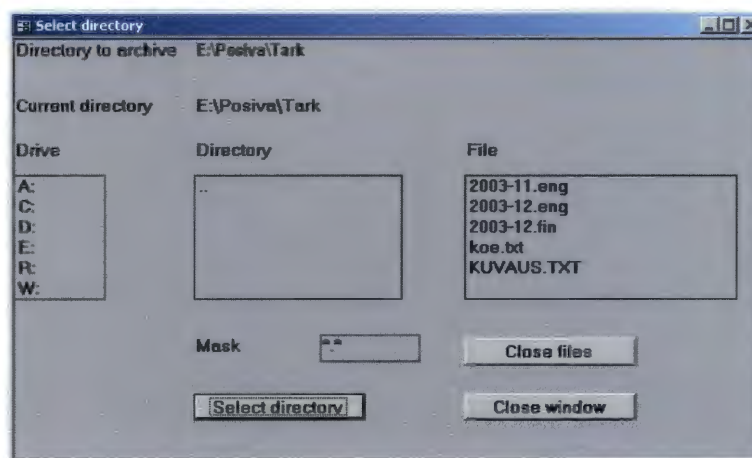 Select directory
Directory to archive E:\Posiva\Tark
Current directory E:\Posiva\Tark
Drive Directory File
A: .. 2003-11.eng
C: 2003-12.eng
D: 2003-12.fin
E: koe.txt
R: KUVAUS.TXT
W:
Mask *.* Close files
Select directory Close window